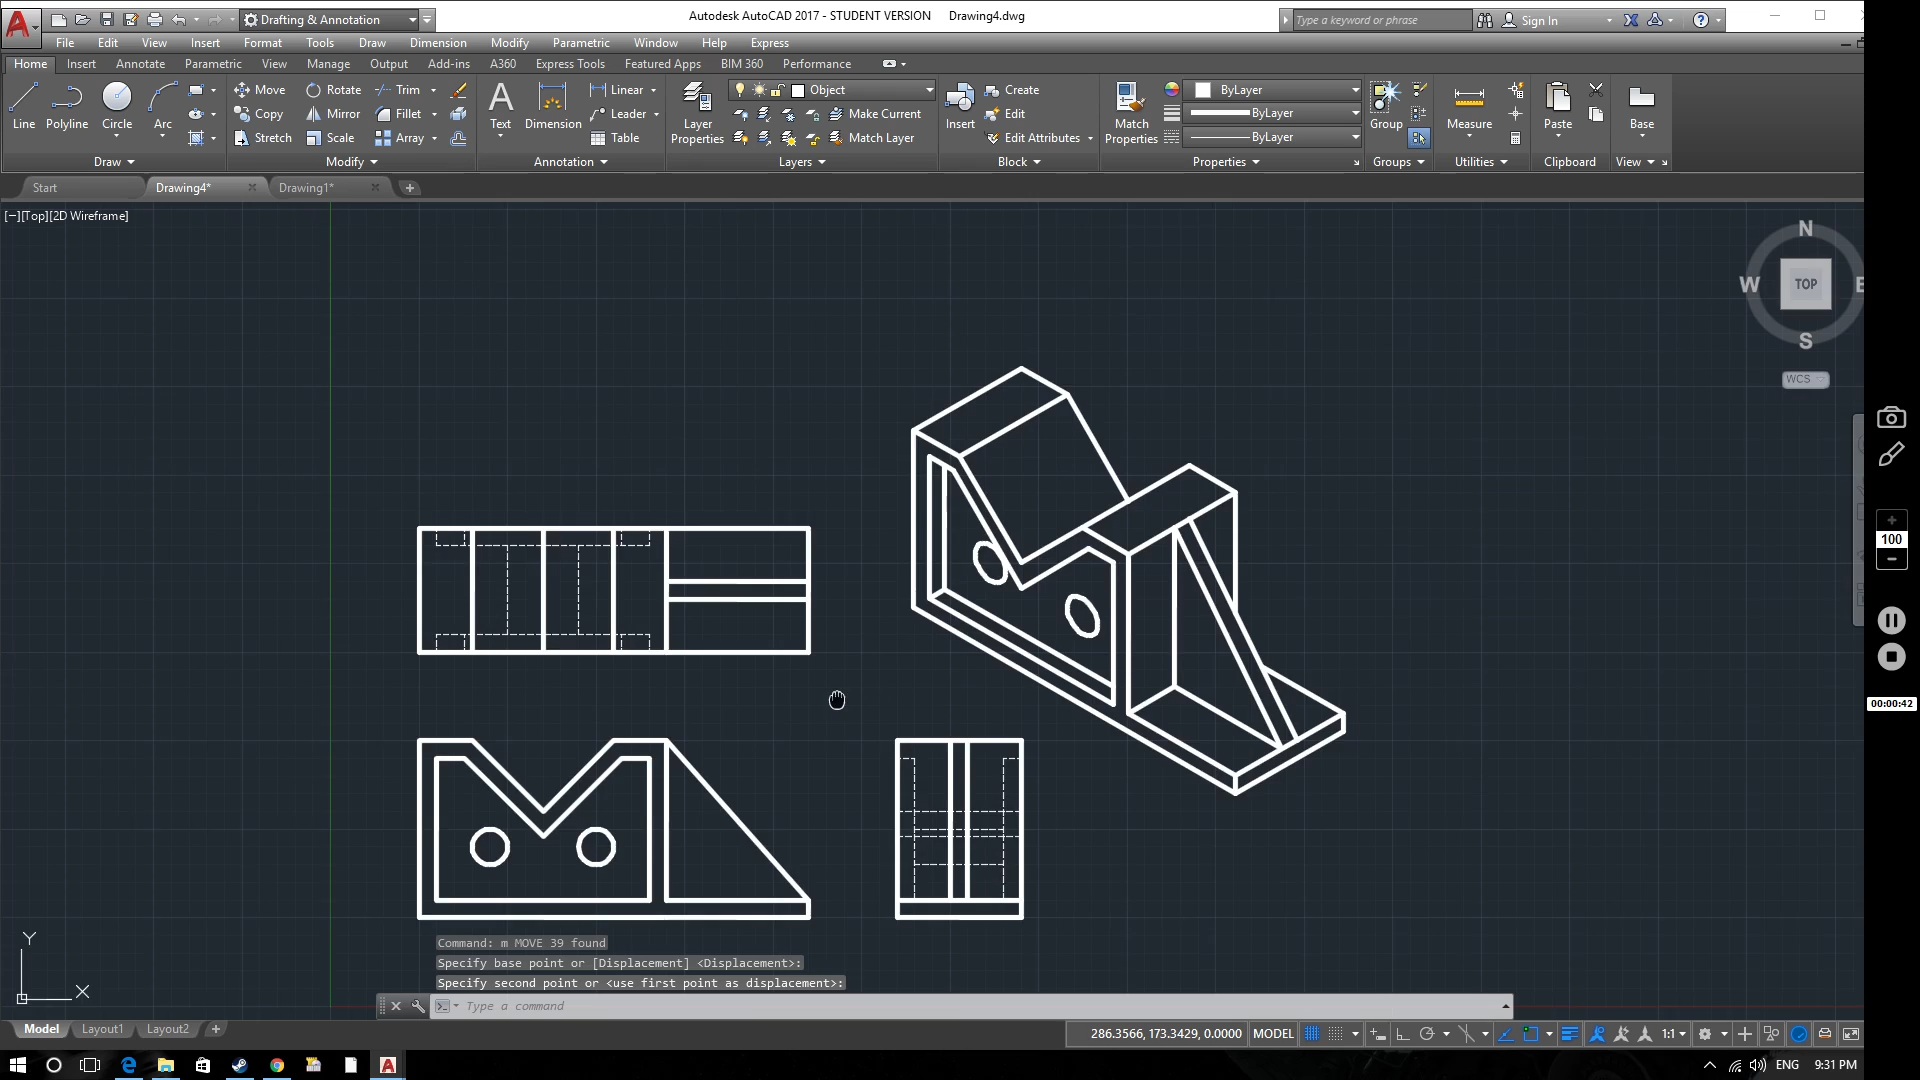 Drafting & Annotation
Autodesk AutoCAD 2017 - STUDENT VERSION Drawing4.dwg
Type a keyword or phrase
Sign In
File Edit View Insert Format Tools Draw Dimension Modify Parametric Window Help Express
Home Insert Annotate Parametric View Manage Output Add-ins A360 Express Tools Featured Apps BIM 360 Performance
Move Rotate Trim Linear Object Create ByLayer
Copy Mirror Fillet Leader Make Current Edit ByLayer
Line Polyline Circle Arc Text Dimension Layer Properties Insert Match Properties Group Measure Paste Base
Stretch Scale Array Table Match Layer Edit Attributes ByLayer
Draw Modify Annotation Layers Block Properties Groups Utilities Clipboard View
Start Drawing4* Drawing1*
[−][Top][2D Wireframe]
N
W TOP E
S
WCS
100
00:00:42
Y
X
Command: m MOVE 39 found
Specify base point or [Displacement] <Displacement>:
Specify second point or <use first point as displacement>:
Type a command
Model Layout1 Layout2
286.3566, 173.3429, 0.0000 MODEL 1:1
ENG 9:31 PM